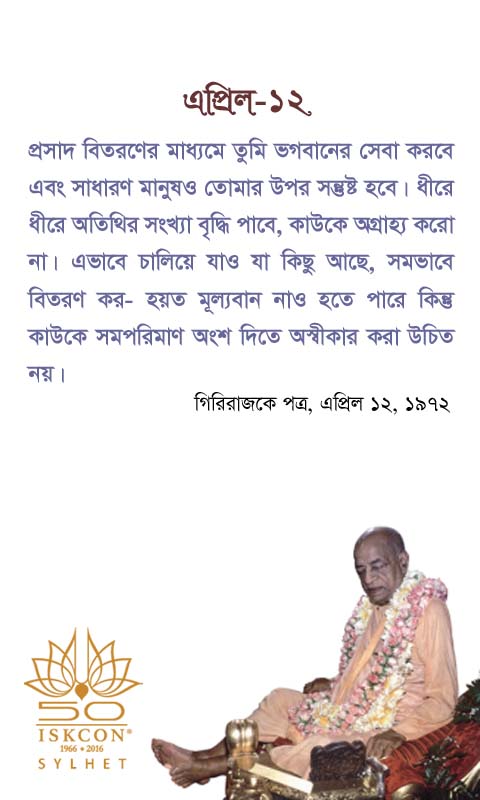 এপ্রিল-১২
প্রসাদ বিতরণের মাধ্যমে তুমি ভগবানের সেবা করবে
এবং সাধারণ মানুষও তোমার উপর সন্তুষ্ট হবে। ধীরে
ধীরে অতিথির সংখ্যা বৃদ্ধি পাবে, কাউকে অগ্রাহ্য করো
না। এভাবে চালিয়ে যাও যা কিছু আছে, সমভাবে
বিতরণ কর- হয়ত মূল্যবান নাও হতে পারে কিন্তু
কাউকে সমপরিমাণ অংশ দিতে অস্বীকার করা উচিত
নয়।
গিরিরাজকে পত্র, এপ্রিল ১২, ১৯৭২
50
ISKCON®
1966 • 2016
SYLHET